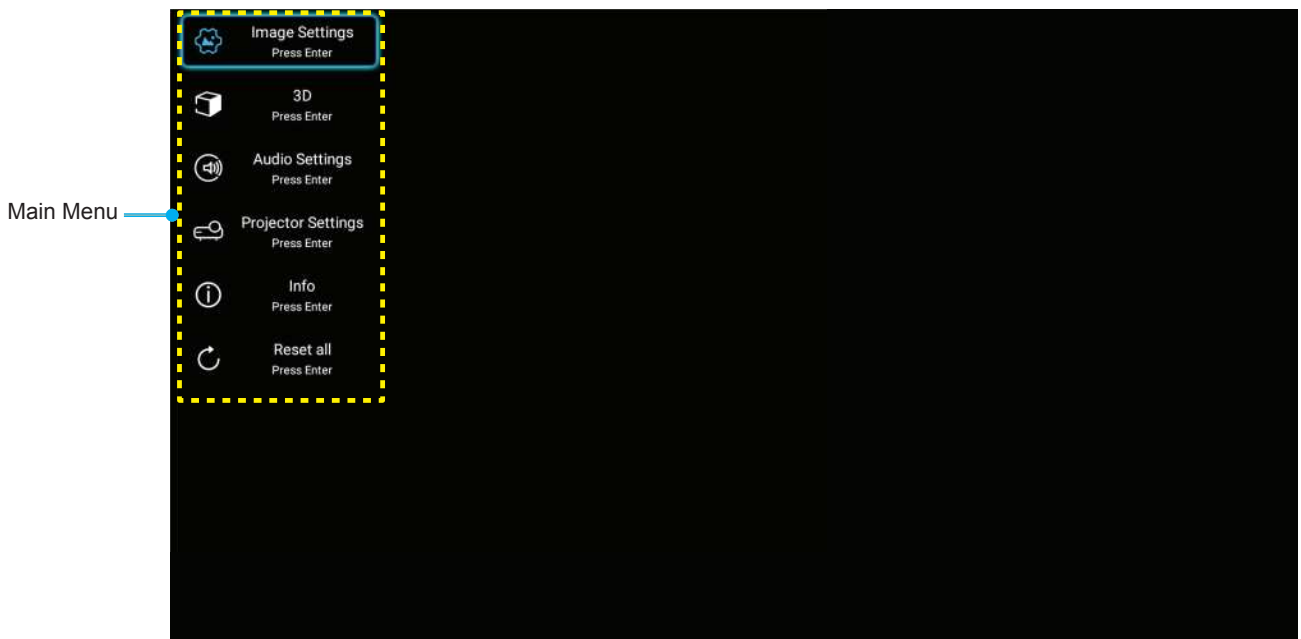 Image Settings
Press Enter
3D
Press Enter
Audio Settings
Press Enter
Main Menu
Projector Settings
Press Enter
Info
Press Enter
Reset all
Press Enter